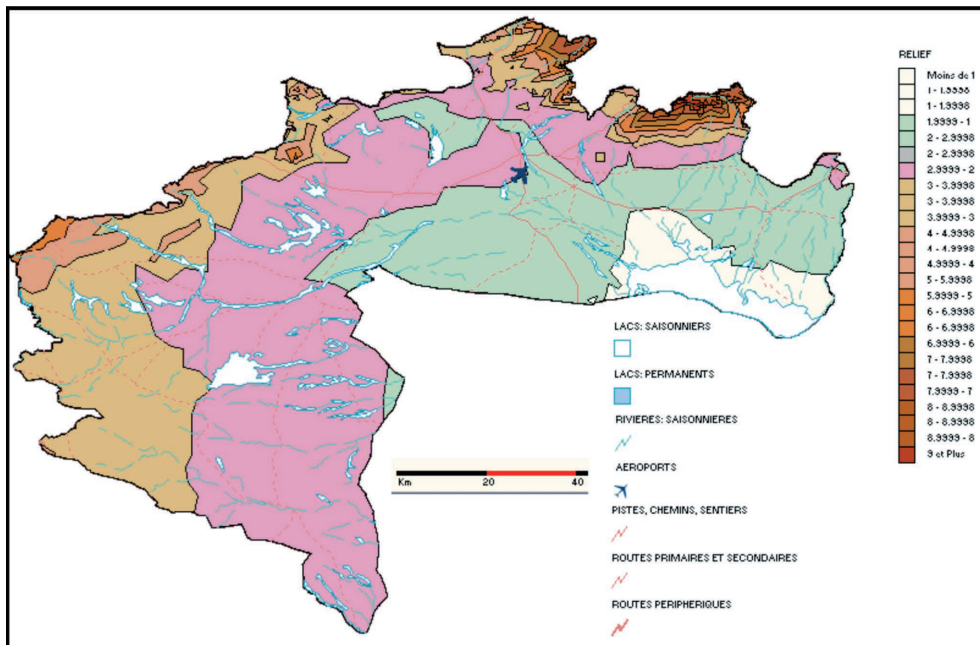 RELIEF
Moins de 1
1 - 1.9998
1 - 1.9998
1.9999 - 1
2 - 2.9998
2 - 2.9998
2.9999 - 2
3 - 3.9998
3 - 3.9998
3.9999 - 3
4 - 4.9998
4 - 4.9998
4.9999 - 4
5 - 5.9998
5.9999 - 5
6 - 6.9998
6 - 6.9998
6.9999 - 6
7 - 7.9998
7 - 7.9998
7.9999 - 7
8 - 8.9998
8 - 8.9998
8.9999 - 8
9 et Plus
LACS: SAISONNIERS
LACS: PERMANENTS
RIVIERES: SAISONNIERES
AEROPORTS
PISTES, CHEMINS, SENTIERS
ROUTES PRIMAIRES ET SECONDAIRES
ROUTES PERIPHERIQUES
Km 20 40